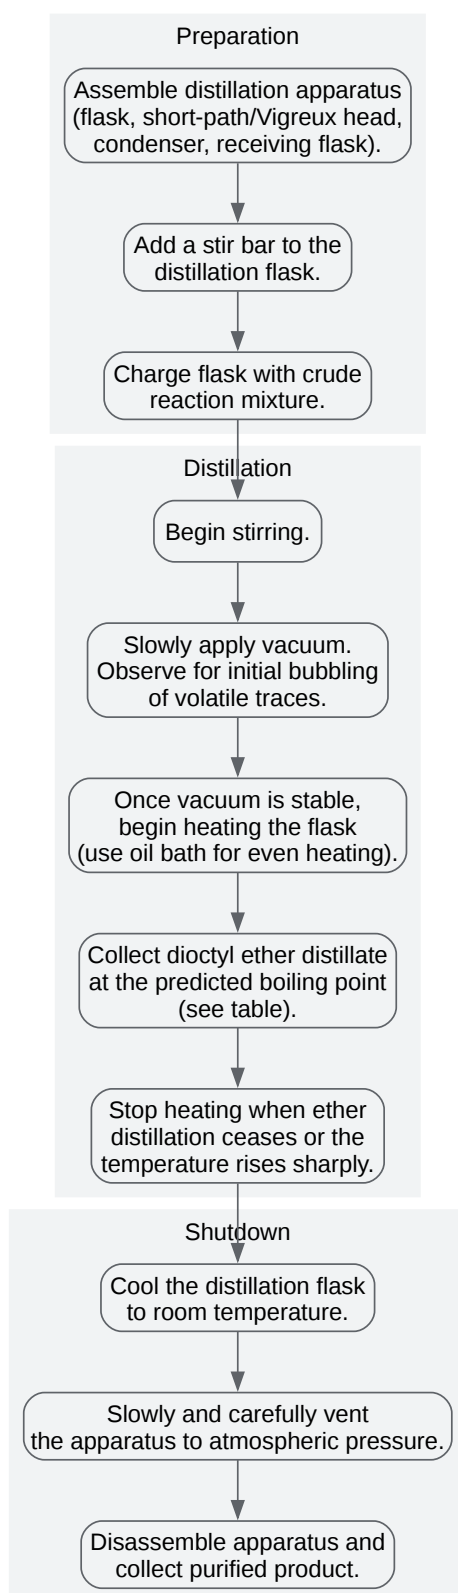 Preparation
Assemble distillation apparatus
(flask, short-path/Vigreux head,
condenser, receiving flask).
Add a stir bar to the
distillation flask.
Charge flask with crude
reaction mixture.
Distillation
Begin stirring.
Slowly apply vacuum.
Observe for initial bubbling
of volatile traces.
Once vacuum is stable,
begin heating the flask
(use oil bath for even heating).
Collect dioctyl ether distillate
at the predicted boiling point
(see table).
Stop heating when ether
distillation ceases or the
temperature rises sharply.
Shutdown
Cool the distillation flask
to room temperature.
Slowly and carefully vent
the apparatus to atmospheric pressure.
Disassemble apparatus and
collect purified product.